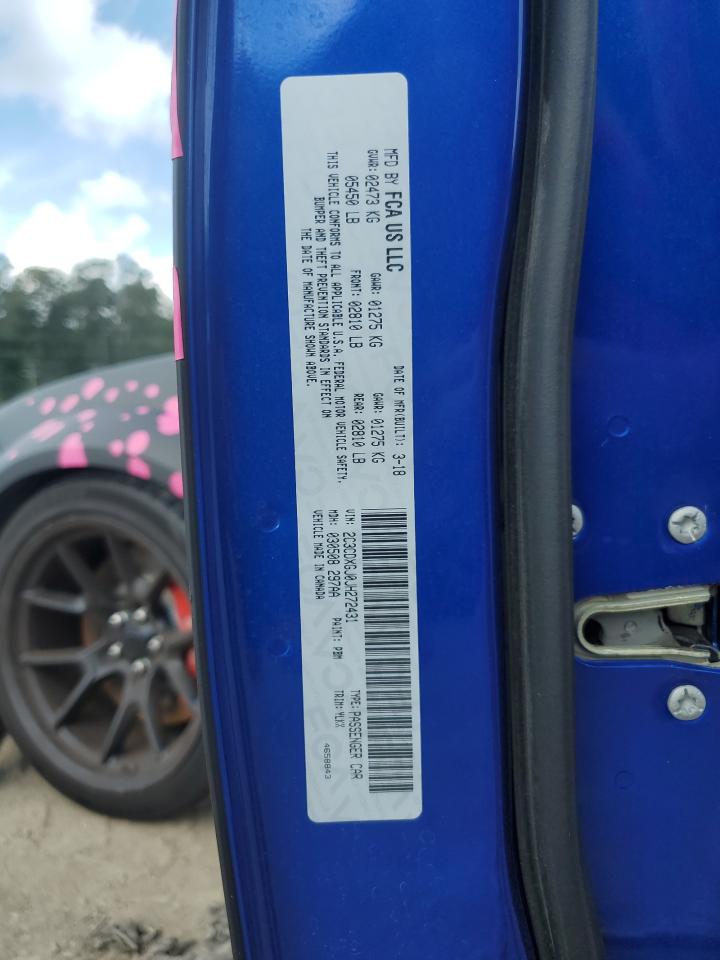 MFD BY FCA US LLC
DATE OF MFR(BUILT): 3-18
GVWR: 02473 KG GAWR: 01275 KG GAWR: 01275 KG
05450 LB FRONT: 02810 LB REAR: 02810 LB
THIS VEHICLE CONFORMS TO ALL APPLICABLE U.S.A. FEDERAL MOTOR VEHICLE SAFETY,
BUMPER AND THEFT PREVENTION STANDARDS IN EFFECT ON
THE DATE OF MANUFACTURE SHOWN ABOVE.
VIN: 2C3CDXGJ0JH272431 TYPE: PASSENGER CAR
MDH: 030508 297AA PAINT: PBM TRIM:
VEHICLE MADE IN CANADA 4658843